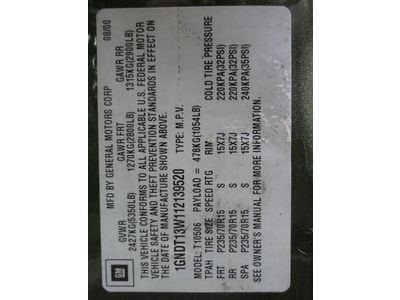 MFD BY GENERAL MOTORS CORP
08/00
GVWR GAWR FRT GAWR RR
2427KG(5350LB) 1270KG(2800LB) 1315KG(2900LB)
THIS VEHICLE CONFORMS TO ALL APPLICABLE U.S. FEDERAL MOTOR
VEHICLE SAFETY AND THEFT PREVENTION STANDARDS IN EFFECT ON
THE DATE OF MANUFACTURE SHOWN ABOVE.
1GNDT13W112139520 TYPE: M.P.V.
MODEL: T10506 PAYLOAD = 478KG(1054LB)
TPAH TIRE SIZE SPEED RTG RIM COLD TIRE PRESSURE
FRT P235/70R15 S 15X7J 220KPA(32PSI)
RR P235/70R15 S 15X7J 220KPA(32PSI)
SPA P235/70R15 S 15X7J 240KPA(35PSI)
SEE OWNER'S MANUAL FOR MORE INFORMATION.
GM